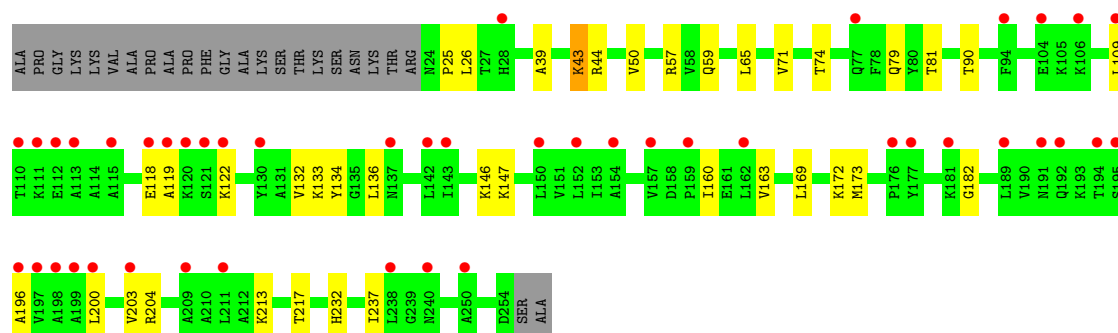 ALA PRO GLY LYS LYS VAL ALA PRO ALA PRO PHE GLY ALA LYS SER THR LYS SER ASN LYS THR ARG N24 P25 L26 T27 H28 A39 K43 R44 V50 R57 V58 Q59 L65 V71 T74 Q77 F78 Q79 Y80 T81 T90 F94 E104 K105 K106 L109
T110 K111 E112 A113 A114 A115 E118 A119 K120 S121 K122 Y130 A131 V132 K133 Y134 G135 L136 N137 L142 I143 K146 K147 L150 V151 L152 I153 A154 V157 D158 P159 I160 E161 L162 V163 L169 K172 M173 P176 Y177 K181 G182 L189 V190 N191 Q192 K193 T194 S195
A196 V197 A198 A199 L200 V203 R204 A209 A210 L211 A212 K213 T217 H232 I237 L238 G239 N240 A250 D254 SER ALA